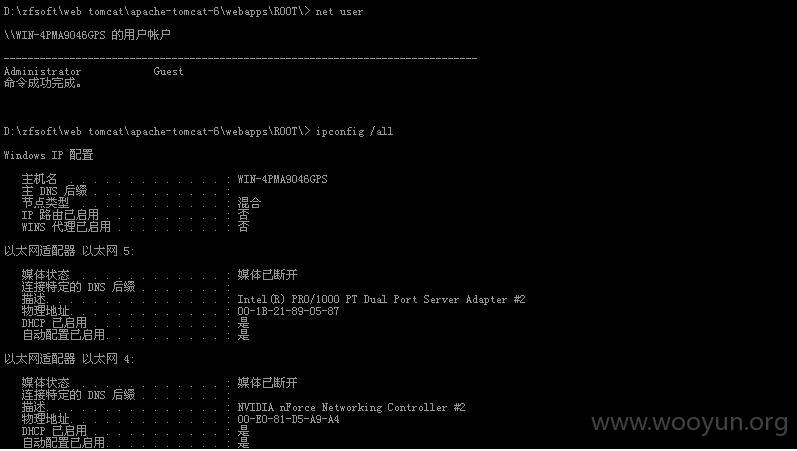 D:\zfsoft\web tomcat\apache-tomcat-6\webapps\ROOT\> net user
\\WIN-4PMA9046GPS 的用户帐户
-------------------------------------------------------------------------------
Administrator            Guest
命令成功完成。
D:\zfsoft\web tomcat\apache-tomcat-6\webapps\ROOT\> ipconfig /all
Windows IP 配置
主机名 . . . . . . . . . . . . . : WIN-4PMA9046GPS
主 DNS 后缀 . . . . . . . . . . . :
节点类型 . . . . . . . . . . . . : 混合
IP 路由已启用 . . . . . . . . . . : 否
WINS 代理已启用 . . . . . . . . . : 否
以太网适配器 以太网 5:
媒体状态 . . . . . . . . . . . . : 媒体已断开
连接特定的 DNS 后缀 . . . . . . . :
描述. . . . . . . . . . . . . . . : Intel(R) PRO/1000 PT Dual Port Server Adapter #2
物理地址. . . . . . . . . . . . . : 00-1B-21-89-05-87
DHCP 已启用 . . . . . . . . . . . : 是
自动配置已启用. . . . . . . . . . : 是
以太网适配器 以太网 4:
媒体状态 . . . . . . . . . . . . : 媒体已断开
连接特定的 DNS 后缀 . . . . . . . :
描述. . . . . . . . . . . . . . . : NVIDIA nForce Networking Controller #2
物理地址. . . . . . . . . . . . . : 00-E0-81-D5-A9-A4
DHCP 已启用 . . . . . . . . . . . : 是
自动配置已启用. . . . . . . . . . : 是
www.wooyun.org